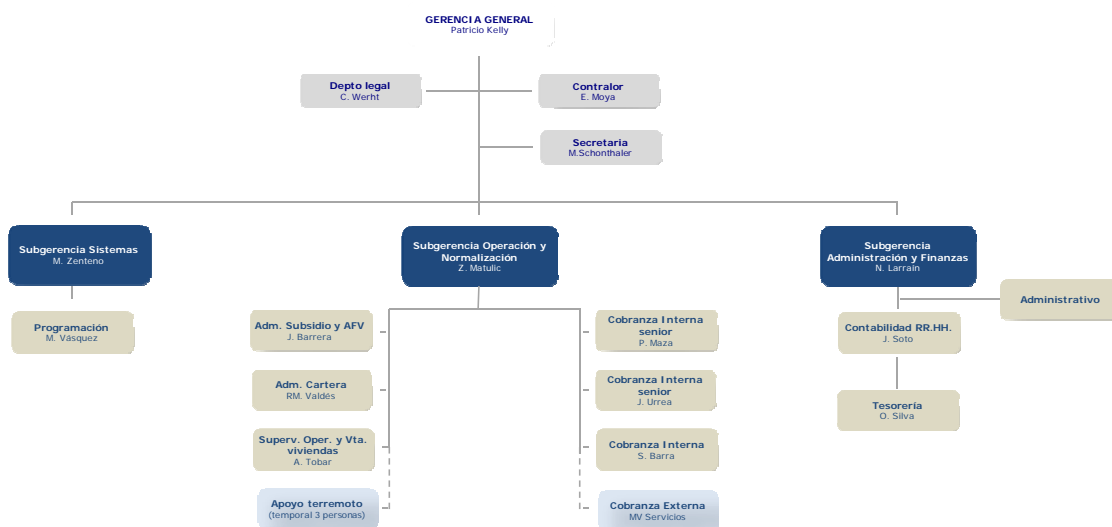 GERENCIA GENERAL
Patricio Kelly
Depto legal
C. Werht
Contralor
E. Moya
Secretaria
M.Schonthaler
Subgerencia Sistemas
M. Zenteno
Subgerencia Operación y
Normalización
Z. Matulic
Subgerencia
Administración y Finanzas
N. Larraín
Administrativo
Programación
M. Vásquez
Adm. Subsidio y AFV
J. Barrera
Cobranza Interna
senior
P. Maza
Contabilidad RR.HH.
J. Soto
Adm. Cartera
RM. Valdés
Cobranza Interna
senior
J. Urrea
Tesorería
O. Silva
Superv. Oper. y Vta.
viviendas
A. Tobar
Cobranza Interna
S. Barra
Apoyo terremoto
(temporal 3 personas)
Cobranza Externa
MV Servicios